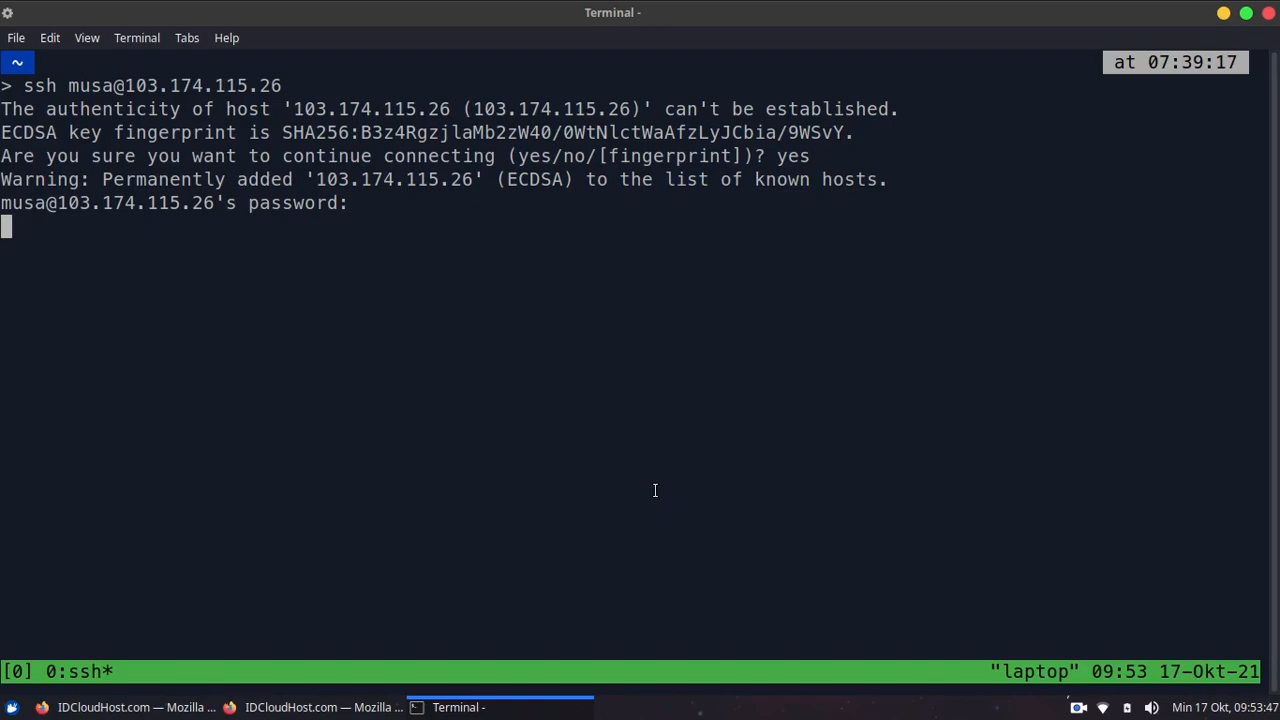 Terminal -
File Edit View Terminal Tabs Help
~ at 07:39:17
> ssh musa@103.174.115.26
The authenticity of host '103.174.115.26 (103.174.115.26)' can't be established.
ECDSA key fingerprint is SHA256:B3z4RgzjlaMb2zW40/0WtNlctWaAfzLyJCbia/9WSvY.
Are you sure you want to continue connecting (yes/no/[fingerprint])? yes
Warning: Permanently added '103.174.115.26' (ECDSA) to the list of known hosts.
musa@103.174.115.26's password:
[0] 0:ssh* "laptop" 09:53 17-Okt-21
IDCloudHost.com — Mozilla ... IDCloudHost.com — Mozilla ... Terminal - Min 17 Okt, 09:53:47